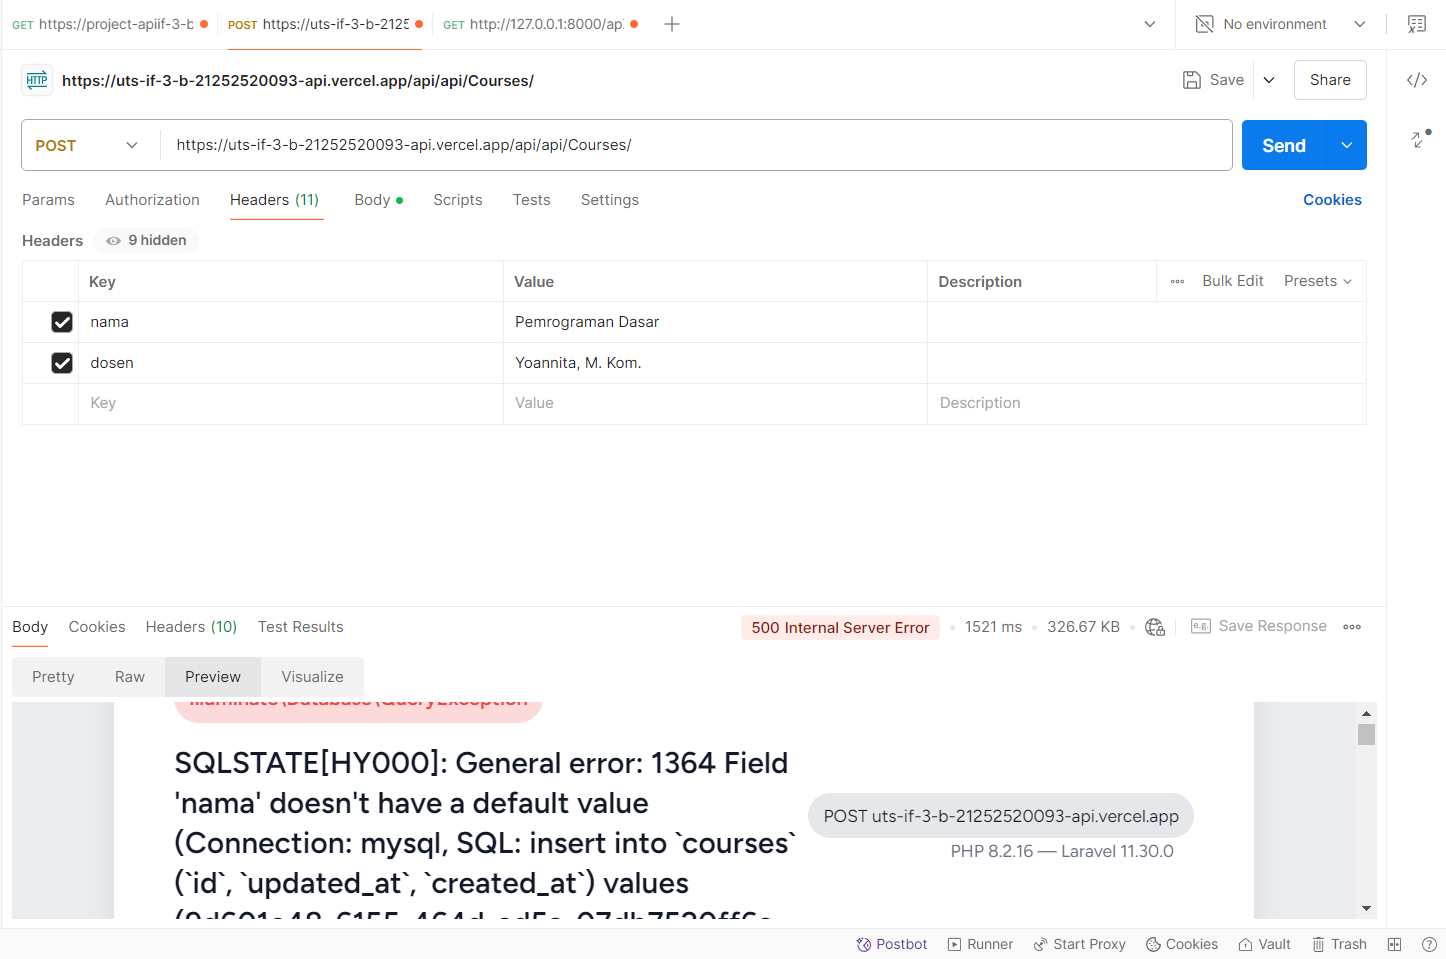 GET https://project-apiif-3-b
POST https://uts-if-3-b-2125
GET http://127.0.0.1:8000/ap
No environment
HTTP https://uts-if-3-b-21252520093-api.vercel.app/api/api/Courses/
Save
Share
POST https://uts-if-3-b-21252520093-api.vercel.app/api/api/Courses/
Send
Params Authorization Headers (11) Body Scripts Tests Settings
Cookies
Headers 9 hidden
Key Value Description Bulk Edit Presets
nama Pemrograman Dasar
dosen Yoannita, M. Kom.
Key Value Description
Body Cookies Headers (10) Test Results
500 Internal Server Error 1521 ms 326.67 KB e.g. Save Response
Pretty Raw Preview Visualize
Illuminate\Database\QueryException
SQLSTATE[HY000]: General error: 1364 Field
'nama' doesn't have a default value
(Connection: mysql, SQL: insert into `courses`
(`id`, `updated_at`, `created_at`) values
POST uts-if-3-b-21252520093-api.vercel.app
PHP 8.2.16 — Laravel 11.30.0
Postbot Runner Start Proxy Cookies Vault Trash